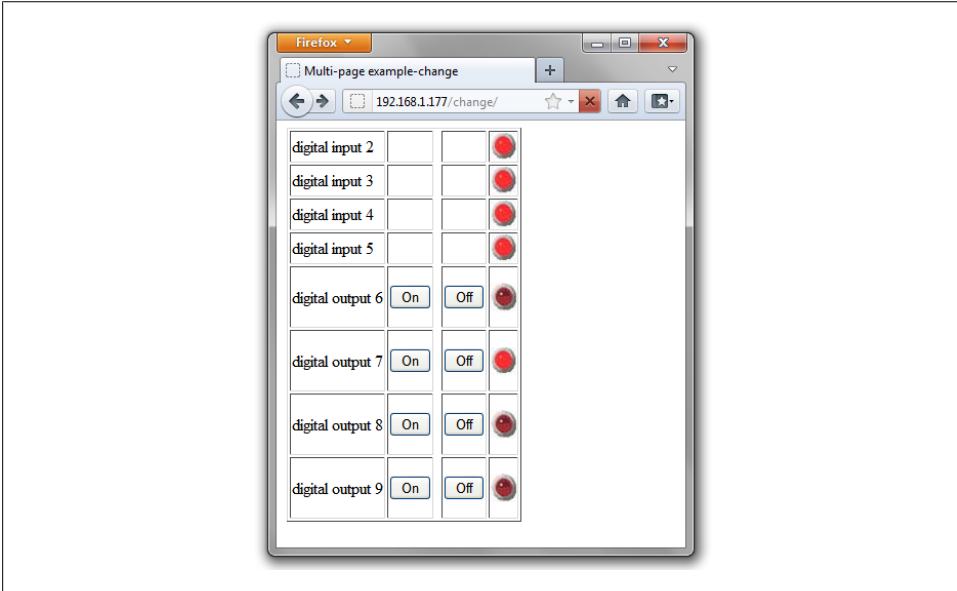 Firefox
Multi-page example-change
192.168.1.177/change/
digital input 2
digital input 3
digital input 4
digital input 5
digital output 6 On Off
digital output 7 On Off
digital output 8 On Off
digital output 9 On Off